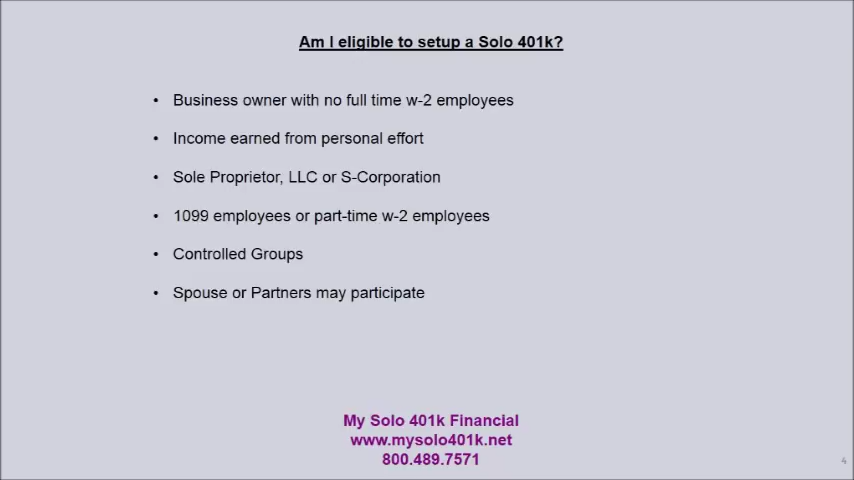 Am I eligible to setup a Solo 401k?
• Business owner with no full time w-2 employees
• Income earned from personal effort
• Sole Proprietor, LLC or S-Corporation
• 1099 employees or part-time w-2 employees
• Controlled Groups
• Spouse or Partners may participate
My Solo 401k Financial
www.mysolo401k.net
800.489.7571
4